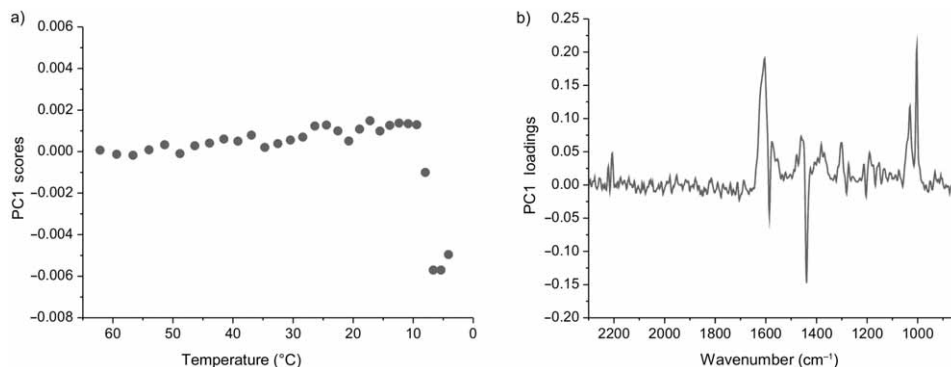 a)
0.006
0.004
0.002
0.000
–0.002
–0.004
–0.006
–0.008
PC1 scores
60 50 40 30 20 10 0
Temperature (°C)
b)
0.25
0.20
0.15
0.10
0.05
0.00
–0.05
–0.10
–0.15
–0.20
PC1 loadings
2200 2000 1800 1600 1400 1200 1000
Wavenumber (cm⁻¹)